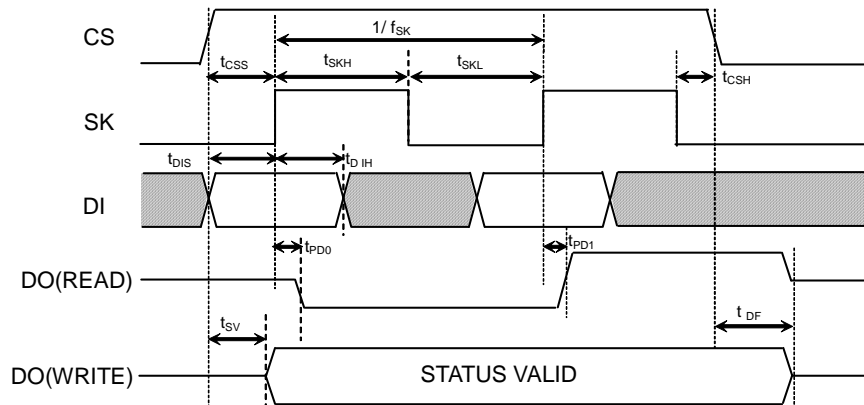 1/ fSK
CS
tCSS
tSKH
tSKL
tCSH
SK
tDIS
tD IH
DI
tPD0
tPD1
DO(READ)
tSV
t DF
DO(WRITE)
STATUS VALID